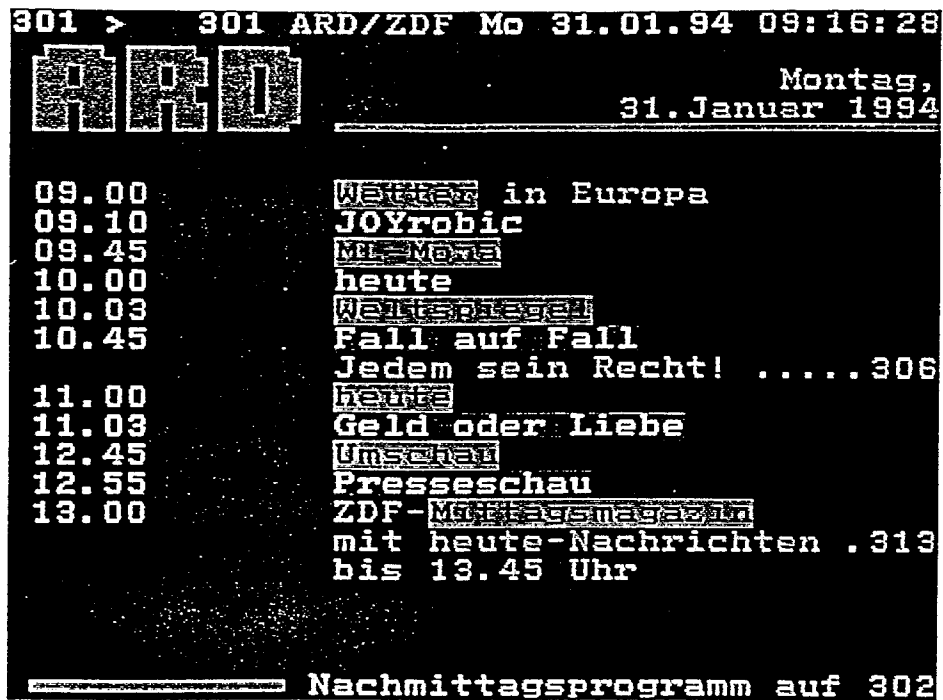 301 >    301 ARD/ZDF Mo 31.01.94 09:16:28
ARD
Montag,
31.Januar 1994
09.00 Wetter in Europa
09.10 JOYrobic
09.45 ML-Mona
10.00 heute
10.03 Weltspiegel
10.45 Fall auf Fall
Jedem sein Recht! .....306
11.00 heute
11.03 Geld oder Liebe
12.45 Umschau
12.55 Presseschau
13.00 ZDF-Mittagsmagazin
mit heute-Nachrichten .313
bis 13.45 Uhr
Nachmittagsprogramm auf 302